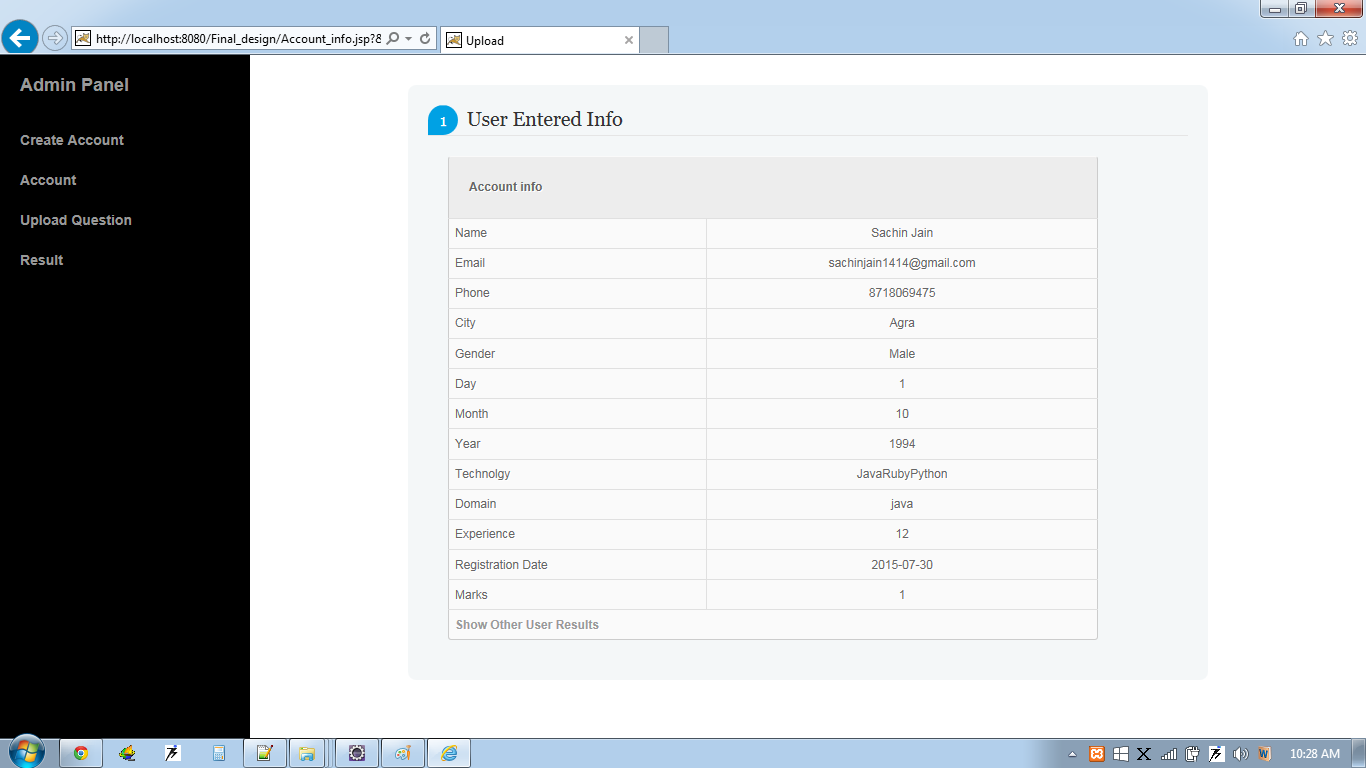 http://localhost:8080/Final_design/Account_info.jsp?8
Upload
Admin Panel
Create Account
Account
Upload Question
Result
1 User Entered Info
Account info
Name Sachin Jain
Email sachinjain1414@gmail.com
Phone 8718069475
City Agra
Gender Male
Day 1
Month 10
Year 1994
Technolgy JavaRubyPython
Domain java
Experience 12
Registration Date 2015-07-30
Marks 1
Show Other User Results
10:28 AM